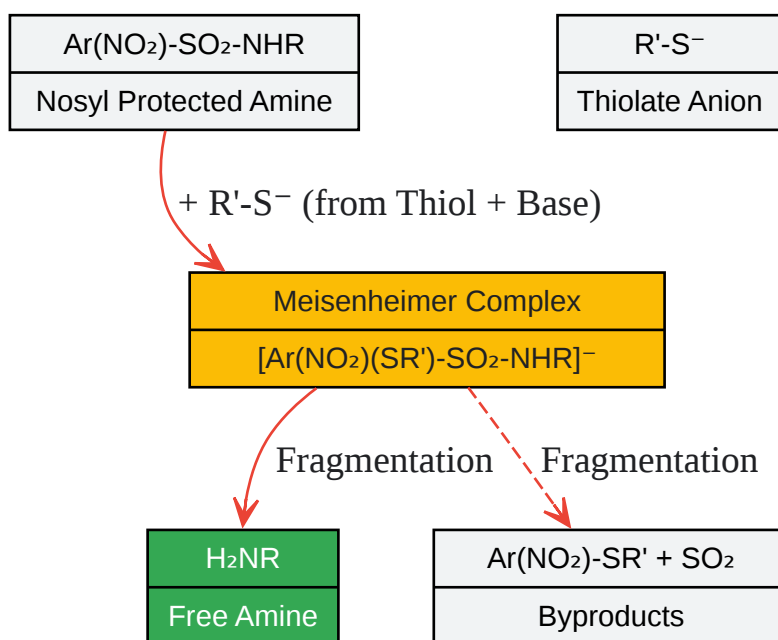 Ar(NO₂)-SO₂-NHR
Nosyl Protected Amine
R'-S⁻
Thiolate Anion
+ R'-S⁻ (from Thiol + Base)
Meisenheimer Complex
[Ar(NO₂)(SR')-SO₂-NHR]⁻
Fragmentation
Fragmentation
H₂NR
Free Amine
Ar(NO₂)-SR' + SO₂
Byproducts